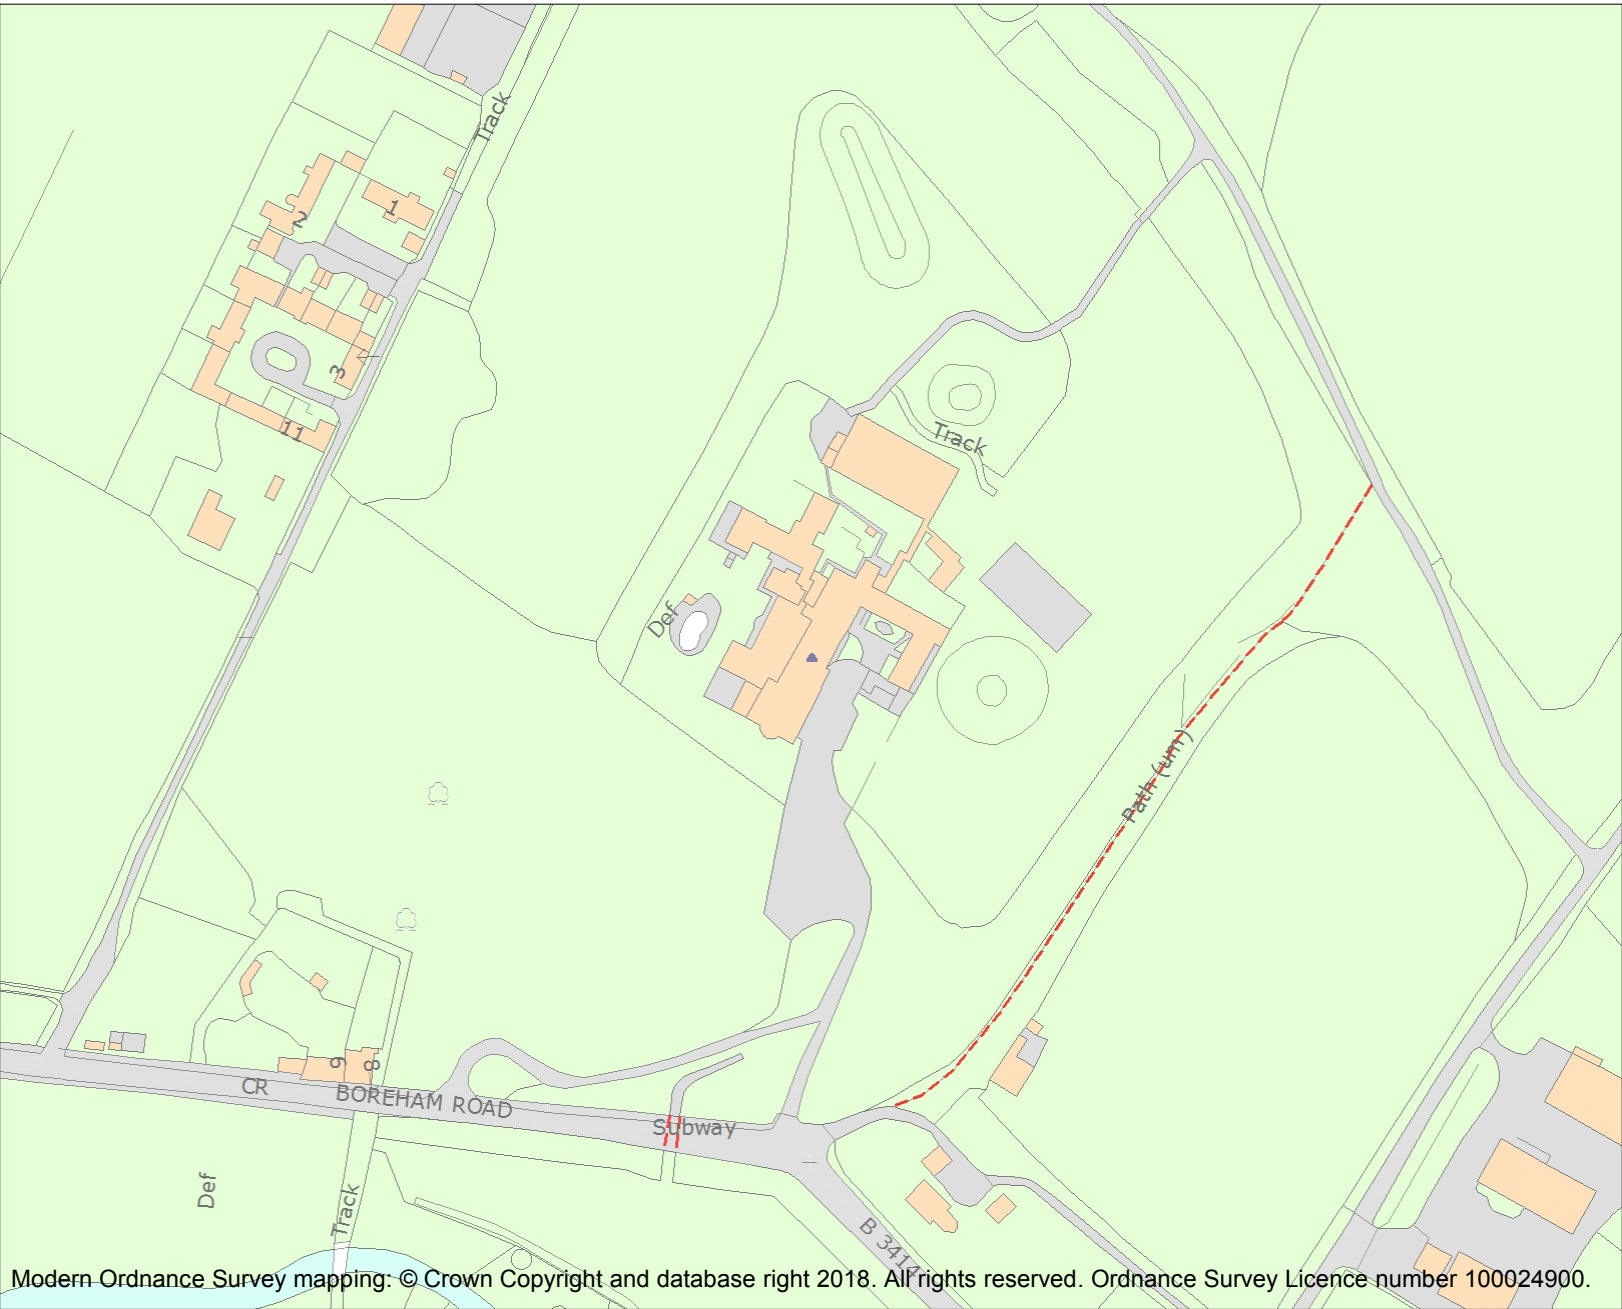 Track
2
1
3
11
Track
Def
Path (um)
9
8
CR
BOREHAM ROAD
Subway
Def
Track
B 3414
Modern Ordnance Survey mapping: © Crown Copyright and database right 2018. All rights reserved. Ordnance Survey Licence number 100024900.